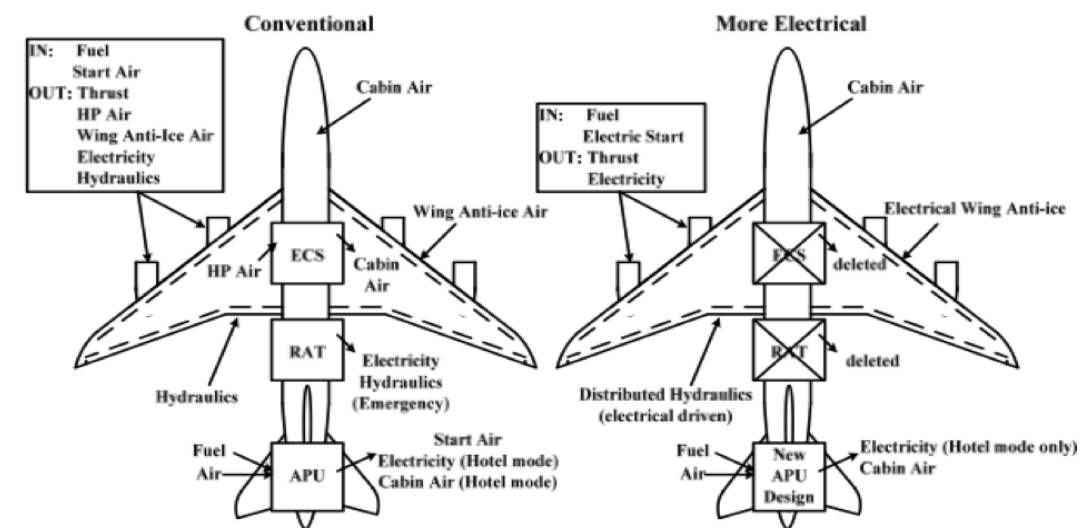 Conventional
IN: Fuel
Start Air
OUT: Thrust
HP Air
Wing Anti-Ice Air
Electricity
Hydraulics
Cabin Air
Wing Anti-ice Air
HP Air
ECS
Cabin
Air
RAT
Electricity
Hydraulics
(Emergency)
Hydraulics
Fuel
Air
APU
Start Air
Electricity (Hotel mode)
Cabin Air (Hotel mode)
More Electrical
IN: Fuel
Electric Start
OUT: Thrust
Electricity
Cabin Air
Electrical Wing Anti-ice
ECS
deleted
RAT
deleted
Distributed Hydraulics
(electrical driven)
Fuel
Air
New
APU
Design
Electricity (Hotel mode only)
Cabin Air